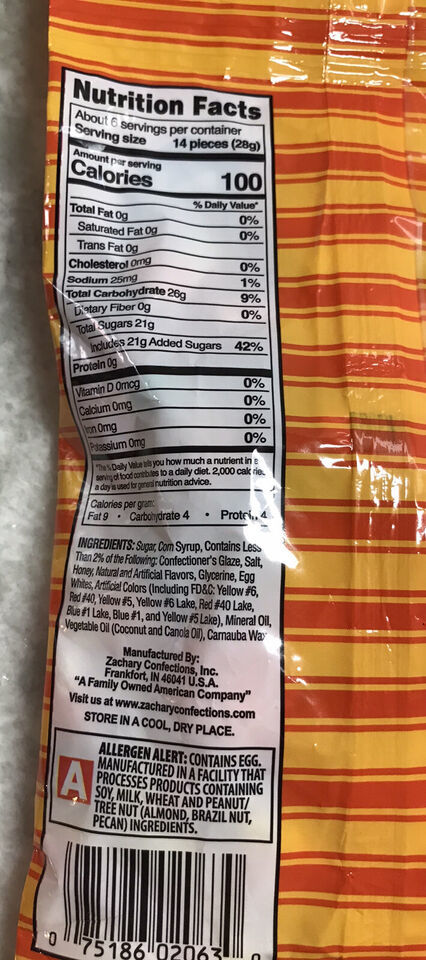 Nutrition Facts
About 6 servings per container
Serving size 14 pieces (28g)
Amount per serving
Calories 100
% Daily Value*
Total Fat 0g 0%
Saturated Fat 0g 0%
Trans Fat 0g
Cholesterol 0mg 0%
Sodium 25mg 1%
Total Carbohydrate 26g 9%
Dietary Fiber 0g 0%
Total Sugars 21g
Includes 21g Added Sugars 42%
Protein 0g
Vitamin D 0mcg 0%
Calcium 0mg 0%
Iron 0mg 0%
Potassium 0mg 0%
*The % Daily Value tells you how much a nutrient in a
serving of food contributes to a daily diet. 2,000 calories
a day is used for general nutrition advice.
Calories per gram:
Fat 9 • Carbohydrate 4 • Protein 4
INGREDIENTS: Sugar, Corn Syrup, Contains Less
Than 2% of the Following: Confectioner's Glaze, Salt,
Honey, Natural and Artificial Flavors, Glycerine, Egg
Whites, Artificial Colors (Including FD&C: Yellow #6,
Red #40, Yellow #5, Yellow #6 Lake, Red #40 Lake,
Blue #1 Lake, Blue #1, and Yellow #5 Lake), Mineral Oil,
Vegetable Oil (Coconut and Canola Oil), Carnauba Wax
Manufactured By:
Zachary Confections, Inc.
Frankfort, IN 46041 U.S.A.
"A Family Owned American Company"
Visit us at www.zacharyconfections.com
STORE IN A COOL, DRY PLACE.
A
ALLERGEN ALERT: CONTAINS EGG.
MANUFACTURED IN A FACILITY THAT
PROCESSES PRODUCTS CONTAINING
SOY, MILK, WHEAT AND PEANUT/
TREE NUT (ALMOND, BRAZIL NUT,
PECAN) INGREDIENTS.
0 75186 02063 0